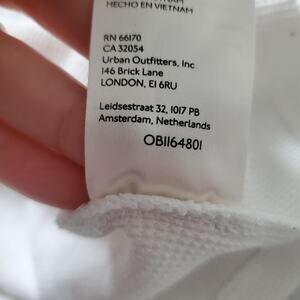 HECHO EN VIETNAM
RN 66170
CA 32054
Urban Outfitters, Inc.
146 Brick Lane
LONDON, E1 6RU
Leidsestraat 32, 1017 PB
Amsterdam, Netherlands
OB1164801